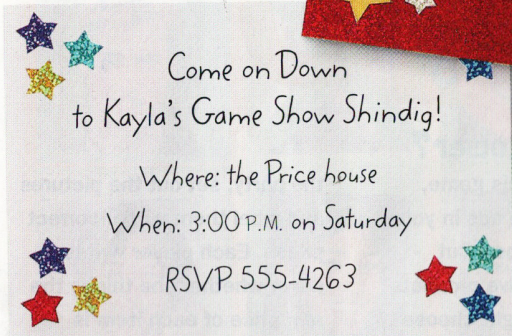 Come on Down
to Kayla's Game Show Shindig!
Where: the Price house
When: 3:00 P.M. on Saturday
RSVP 555-4263